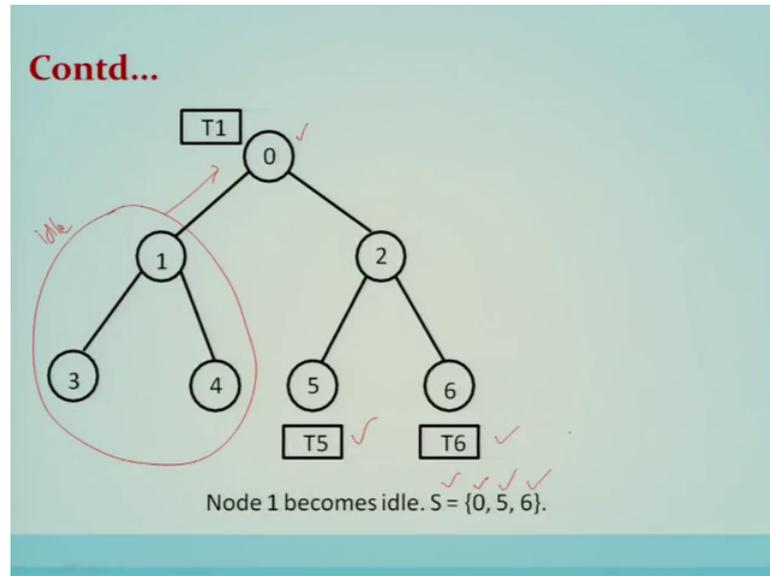 Contd...
T1
0
idle
1
2
3
4
5
6
T5
T6
Node 1 becomes idle. S = {0, 5, 6}.